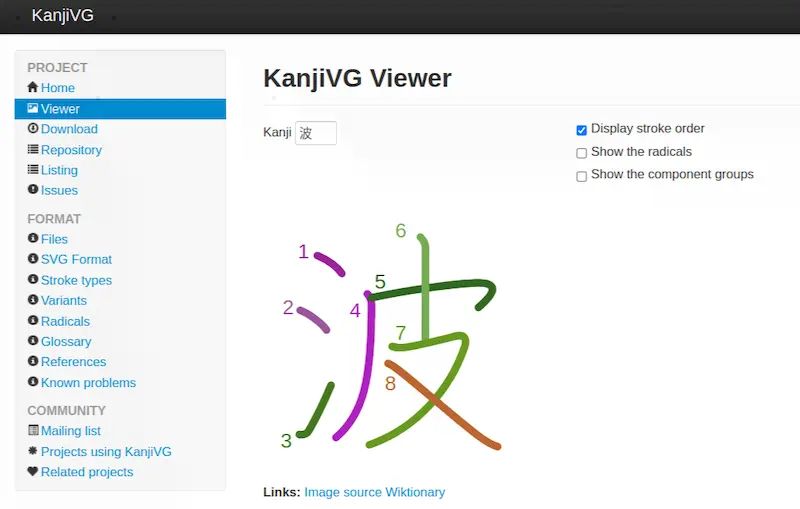 KanjiVG
PROJECT
Home
Viewer
Download
Repository
Listing
Issues
FORMAT
Files
SVG Format
Stroke types
Variants
Radicals
Glossary
References
Known problems
COMMUNITY
Mailing list
Projects using KanjiVG
Related projects
KanjiVG Viewer
Kanji 波
Display stroke order
Show the radicals
Show the component groups
波
1
2
3
4
5
6
7
8
Links: Image source Wiktionary